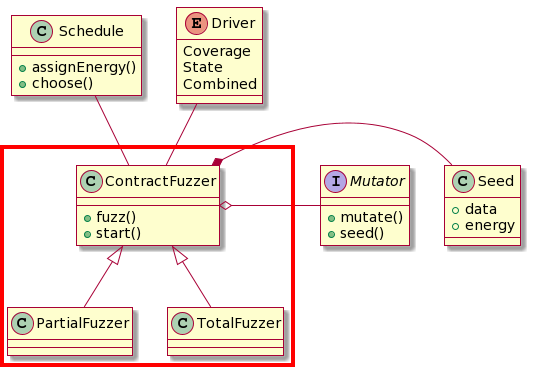 C Schedule
assignEnergy()
choose()
E Driver
Coverage
State
Combined
C ContractFuzzer
fuzz()
start()
I Mutator
mutate()
seed()
C Seed
data
energy
C PartialFuzzer
C TotalFuzzer